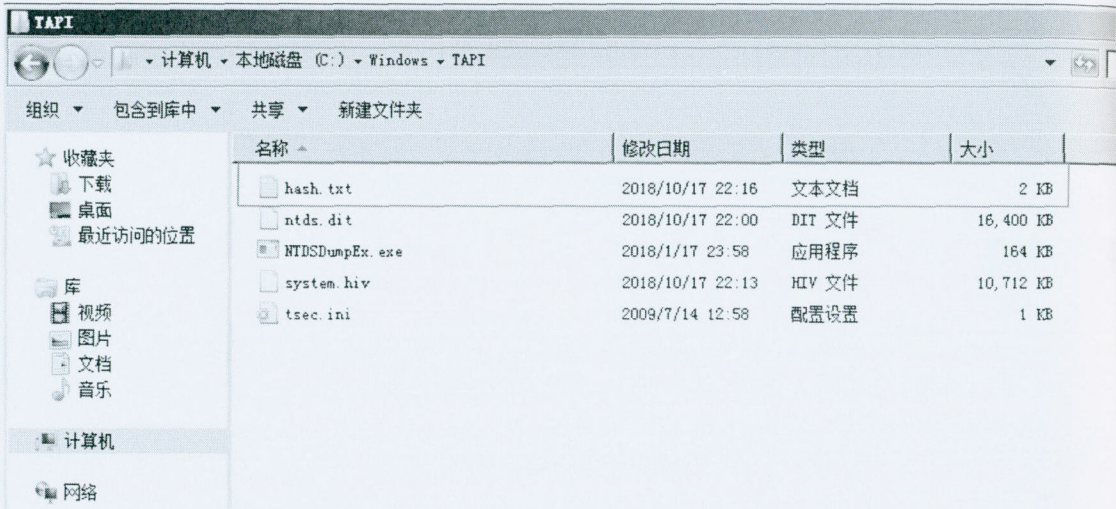 TAPI
计算机 本地磁盘 (C:) Windows TAPI
组织 包含到库中 共享 新建文件夹
收藏夹
下载
桌面
最近访问的位置
库
视频
图片
文档
音乐
计算机
网络
名称 修改日期 类型 大小
hash.txt 2018/10/17 22:16 文本文档 2 KB
ntds.dit 2018/10/17 22:00 DIT 文件 16,400 KB
NTDSDumpEx.exe 2018/1/17 23:58 应用程序 164 KB
system.hiv 2018/10/17 22:13 HIV 文件 10,712 KB
tsec.ini 2009/7/14 12:58 配置设置 1 KB